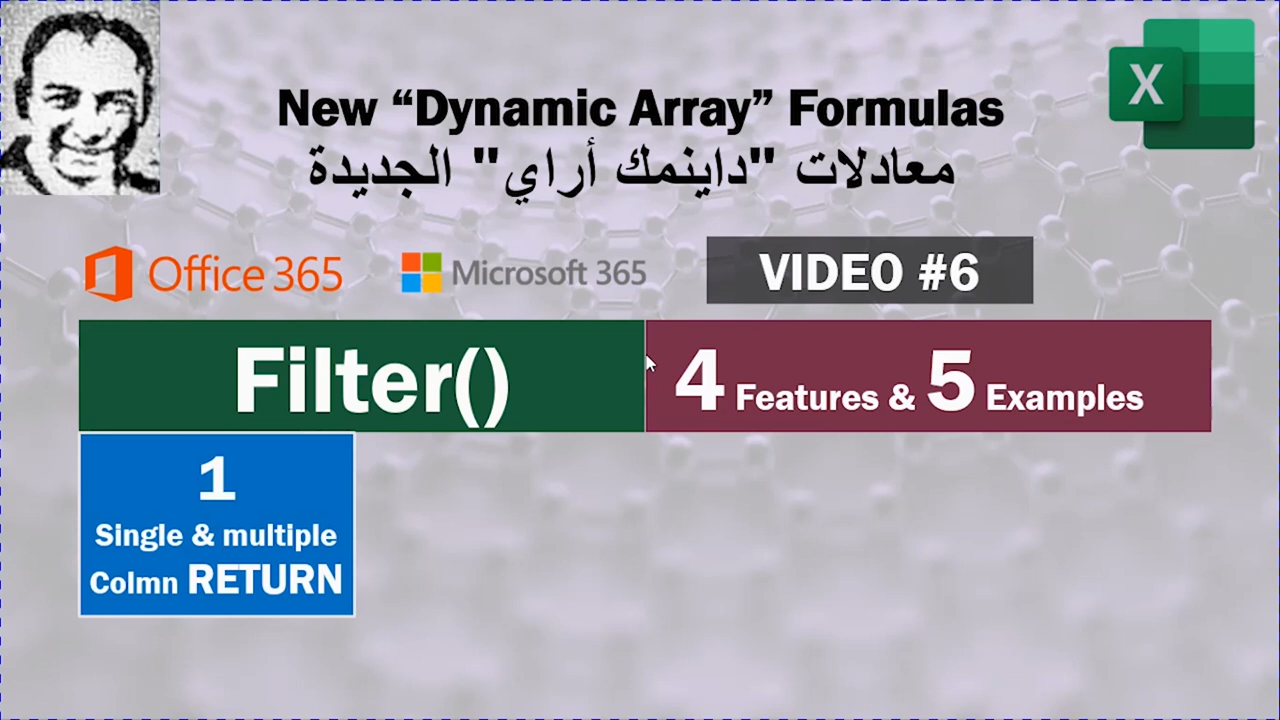 New “Dynamic Array” Formulas
معادلات "داينمك أراي" الجديدة
Office 365
Microsoft 365
VIDEO #6
X
Filter()
4 Features & 5 Examples
1
Single & multiple
Colmn RETURN